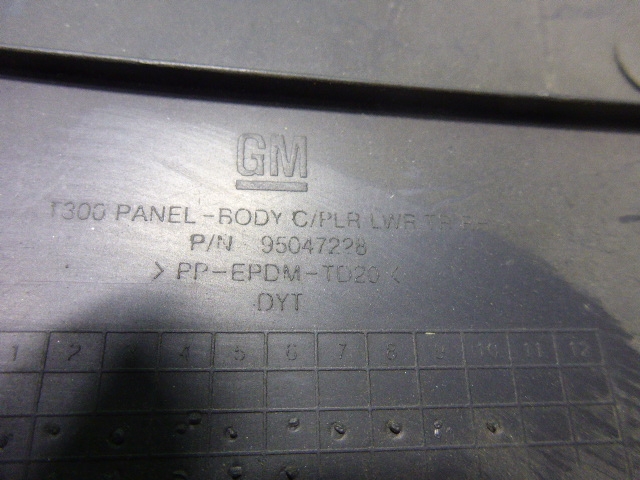 GM
T300 PANEL-BODY C/PLR LWR
P/N 95047228
> PP-EPDM-TD20 <
DYT
1 2 3 4 5 6 7 8 9 10 11 12